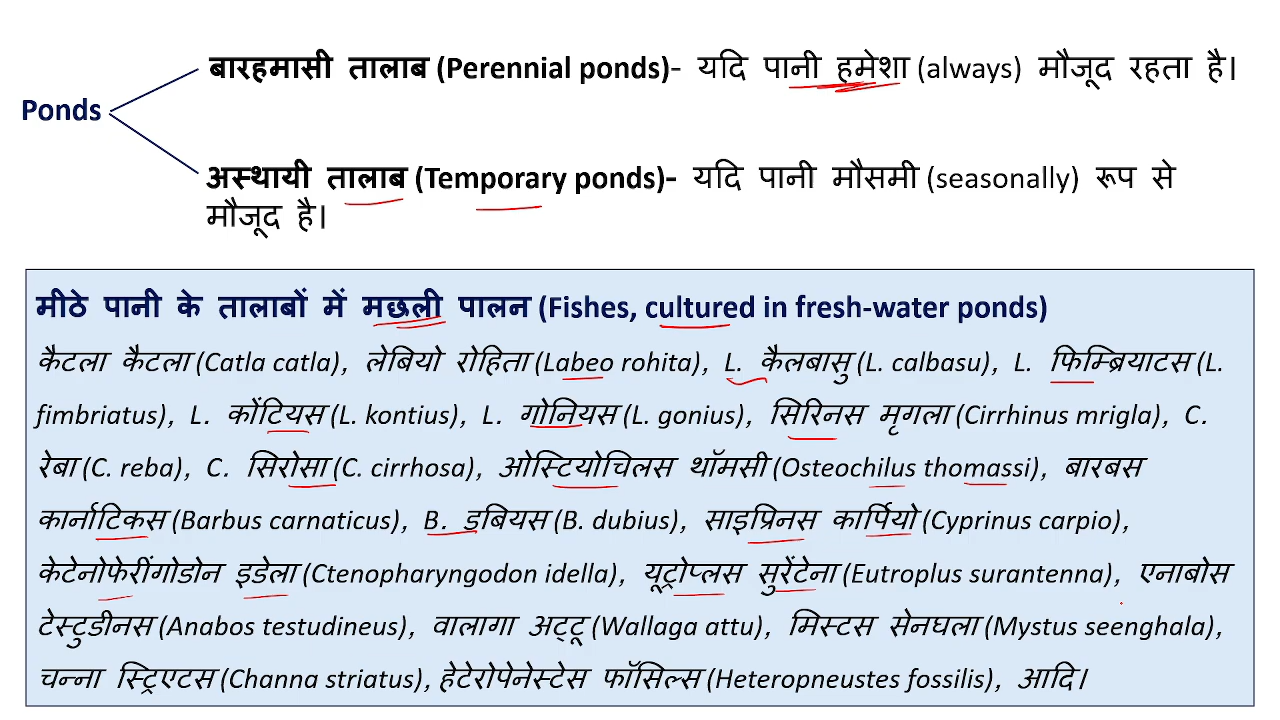 बारहमासी तालाब (Perennial ponds)- यदि पानी हमेशा (always) मौजूद रहता है।
Ponds
अस्थायी तालाब (Temporary ponds)- यदि पानी मौसमी (seasonally) रूप से
मौजूद है।
मीठे पानी के तालाबों में मछली पालन (Fishes, cultured in fresh-water ponds)
कैटला कैटला (Catla catla), लेबियो रोहिता (Labeo rohita), L. कैलबासु (L. calbasu), L. फिम्ब्रियाटस (L.
fimbriatus), L. कोंटियस (L. kontius), L. गोनियस (L. gonius), सिरिनस मृगला (Cirrhinus mrigla), C.
रेबा (C. reba), C. सिरोसा (C. cirrhosa), ओस्टियोचिलस थॉमसी (Osteochilus thomassi), बारबस
कार्नाटिकस (Barbus carnaticus), B. डबियस (B. dubius), साइप्रिनस कार्पियो (Cyprinus carpio),
केटेनोफेरींगोडोन इडेला (Ctenopharyngodon idella), यूट्रोप्लस सुरेंटेना (Eutroplus surantenna), एनाबोस
टेस्टुडीनस (Anabos testudineus), वालागा अट्टू (Wallaga attu), मिस्टस सेनघला (Mystus seenghala),
चन्ना स्ट्रिएटस (Channa striatus), हेटेरोपेनेस्टेस फॉसिल्स (Heteropneustes fossilis), आदि।